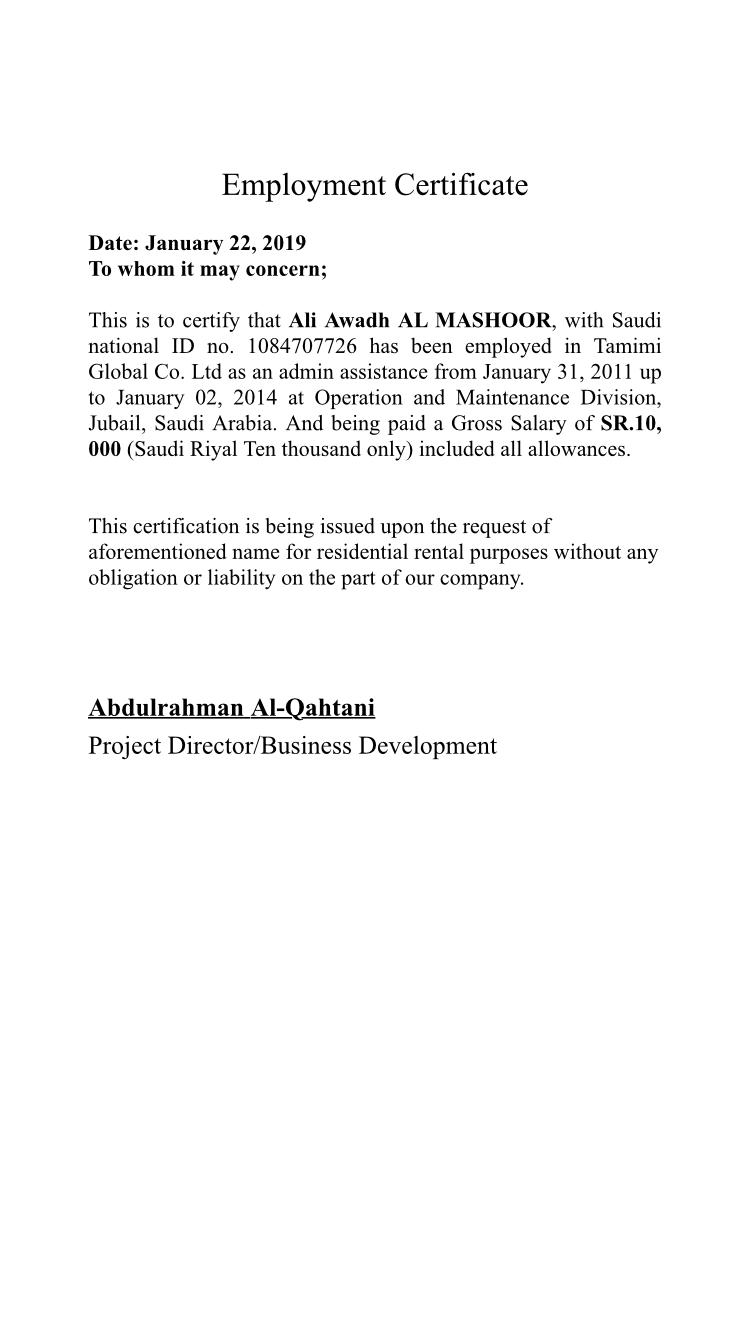 Employment Certificate
Date: January 22, 2019
To whom it may concern;
This is to certify that Ali Awadh AL MASHOOR, with Saudi
national ID no. 1084707726 has been employed in Tamimi
Global Co. Ltd as an admin assistance from January 31, 2011 up
to January 02, 2014 at Operation and Maintenance Division,
Jubail, Saudi Arabia. And being paid a Gross Salary of SR.10,
000 (Saudi Riyal Ten thousand only) included all allowances.
This certification is being issued upon the request of
aforementioned name for residential rental purposes without any
obligation or liability on the part of our company.
Abdulrahman Al-Qahtani
Project Director/Business Development